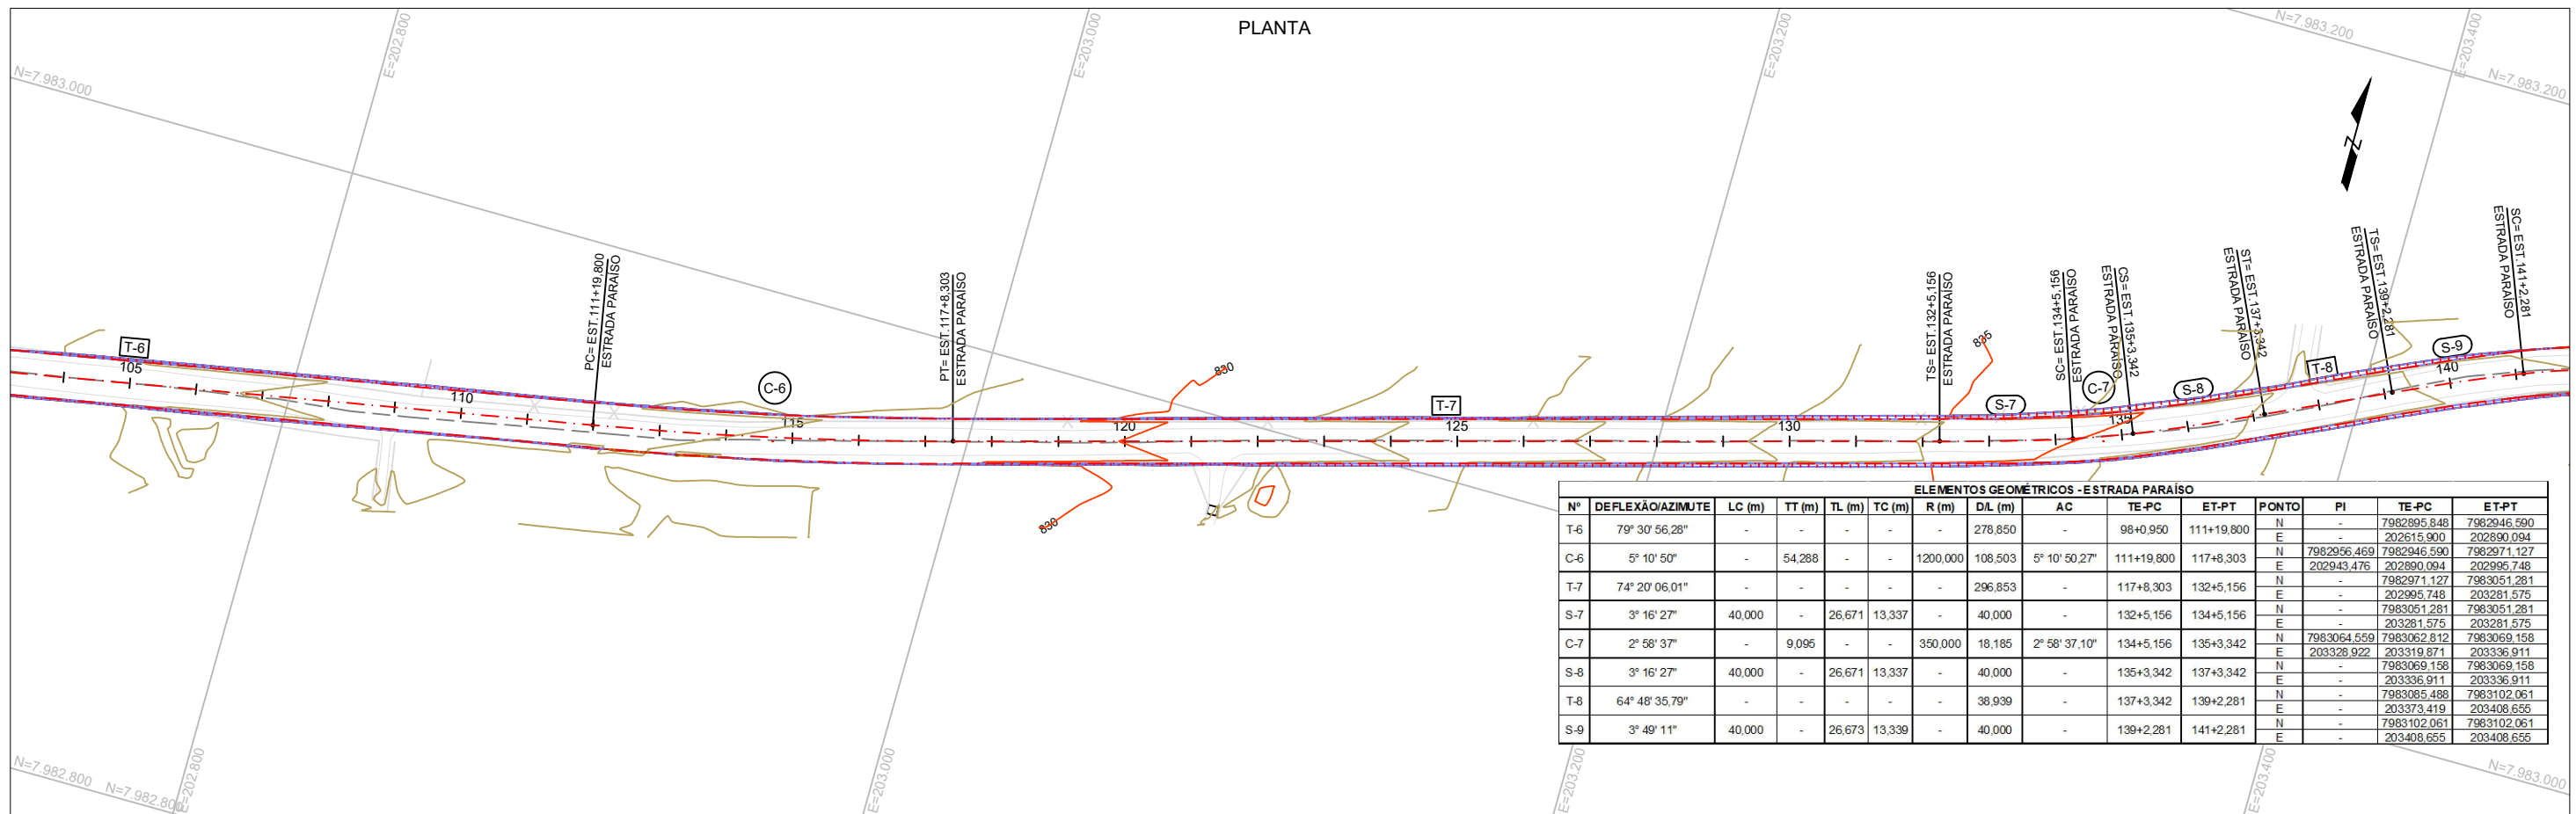 PLANTA
E=202.800
E=203.000
E=203.200
N=7.983.200
E=203.400
N=7.983.200
N=7.983.000
Z
PC= EST.111+19,800
ESTRADA PARAÍSO
PT= EST.117+8,303
ESTRADA PARAÍSO
TS= EST.132+5,156
ESTRADA PARAÍSO
SC= EST.134+5,156
ESTRADA PARAÍSO
CS= EST.135+3,342
ESTRADA PARAÍSO
ST= EST.137+3,342
ESTRADA PARAÍSO
TS= EST.139+2,281
ESTRADA PARAÍSO
SC= EST.141+2,281
ESTRADA PARAÍSO
T-6
105
110
C-6
115
830
120
T-7
125
130
835
S-7
C-7
135
S-8
T-8
S-9
140
830
ELEMENTOS GEOMÉTRICOS - ESTRADA PARAÍSO
Nº DEFLEXÃO/AZIMUTE LC (m) TT (m) TL (m) TC (m) R (m) D/L (m) AC TE-PC ET-PT PONTO PI TE-PC ET-PT
T-6 79° 30' 56,28" - - - - - 278,850 - 98+0,950 111+19,800 N - 7982895,848 7982946,590
E - 202615,900 202890,094
C-6 5° 10' 50" - 54,288 - - 1200,000 108,503 5° 10' 50,27" 111+19,800 117+8,303 N 7982956,469 7982946,590 7982971,127
E 202943,476 202890,094 202995,748
T-7 74° 20' 06,01" - - - - - 296,853 - 117+8,303 132+5,156 N - 7982971,127 7983051,281
E - 202995,748 203281,575
S-7 3° 16' 27" 40,000 - 26,671 13,337 - 40,000 - 132+5,156 134+5,156 N - 7983051,281 7983051,281
E - 203281,575 203281,575
C-7 2° 58' 37" - 9,095 - - 350,000 18,185 2° 58' 37,10" 134+5,156 135+3,342 N 7983064,559 7983062,812 7983069,158
E 203328,922 203319,871 203336,911
S-8 3° 16' 27" 40,000 - 26,671 13,337 - 40,000 - 135+3,342 137+3,342 N - 7983069,158 7983069,158
E - 203336,911 203336,911
T-8 64° 48' 35,79" - - - - - 38,939 - 137+3,342 139+2,281 N - 7983085,488 7983102,061
E - 203373,419 203408,655
S-9 3° 49' 11" 40,000 - 26,673 13,339 - 40,000 - 139+2,281 141+2,281 N - 7983102,061 7983102,061
E - 203408,655 203408,655
N=7.982.800
N=7.982.800
E=202.800
E=203.000
E=203.200
E=203.400
N=7.983.000